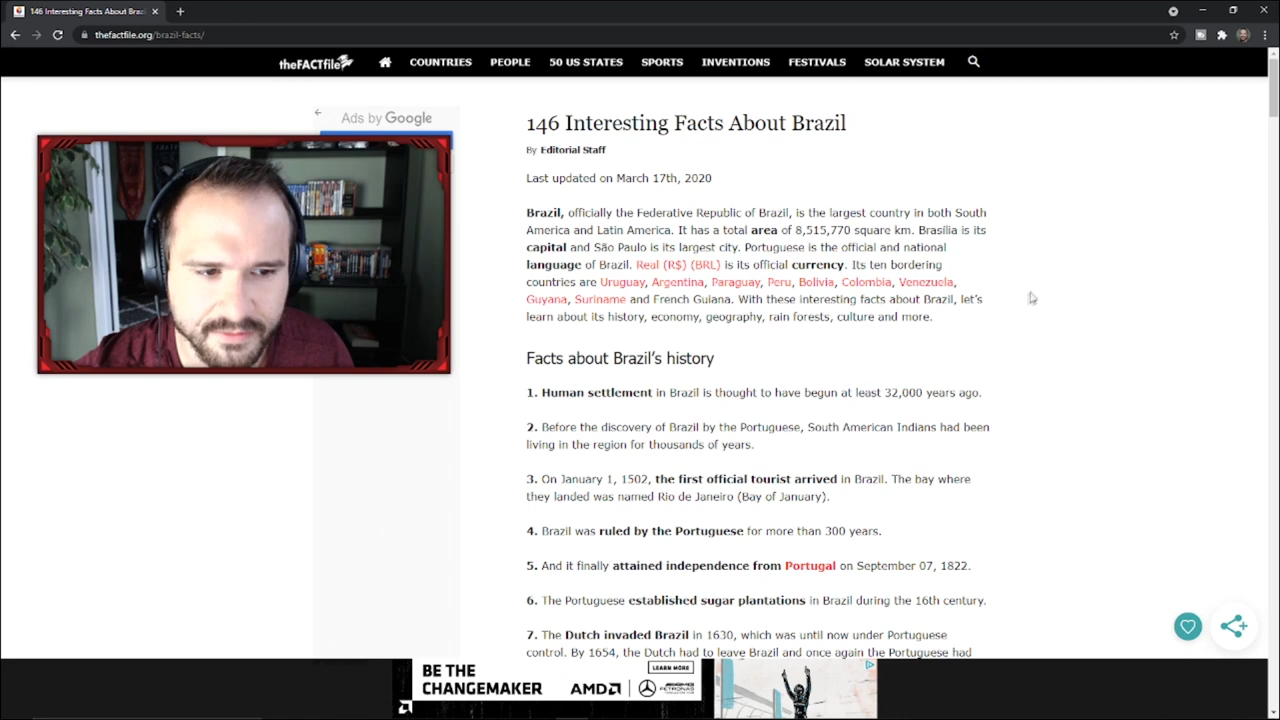 146 Interesting Facts About Brazil
thefactfile.org/brazil-facts/
theFACTfile
COUNTRIES PEOPLE 50 US STATES SPORTS INVENTIONS FESTIVALS SOLAR SYSTEM
Ads by Google
146 Interesting Facts About Brazil
By Editorial Staff
Last updated on March 17th, 2020
Brazil, officially the Federative Republic of Brazil, is the largest country in both South
America and Latin America. It has a total area of 8,515,770 square km. Brasília is its
capital and São Paulo is its largest city. Portuguese is the official and national
language of Brazil. Real (R$) (BRL) is its official currency. Its ten bordering
countries are Uruguay, Argentina, Paraguay, Peru, Bolivia, Colombia, Venezuela,
Guyana, Suriname and French Guiana. With these interesting facts about Brazil, let's
learn about its history, economy, geography, rain forests, culture and more.
Facts about Brazil's history
1. Human settlement in Brazil is thought to have begun at least 32,000 years ago.
2. Before the discovery of Brazil by the Portuguese, South American Indians had been
living in the region for thousands of years.
3. On January 1, 1502, the first official tourist arrived in Brazil. The bay where
they landed was named Rio de Janeiro (Bay of January).
4. Brazil was ruled by the Portuguese for more than 300 years.
5. And it finally attained independence from Portugal on September 07, 1822.
6. The Portuguese established sugar plantations in Brazil during the 16th century.
7. The Dutch invaded Brazil in 1630, which was until now under Portuguese
control. By 1654, the Dutch had to leave Brazil and once again the Portuguese had
BE THE
CHANGEMAKER
LEARN MORE
AMD
PETRONAS